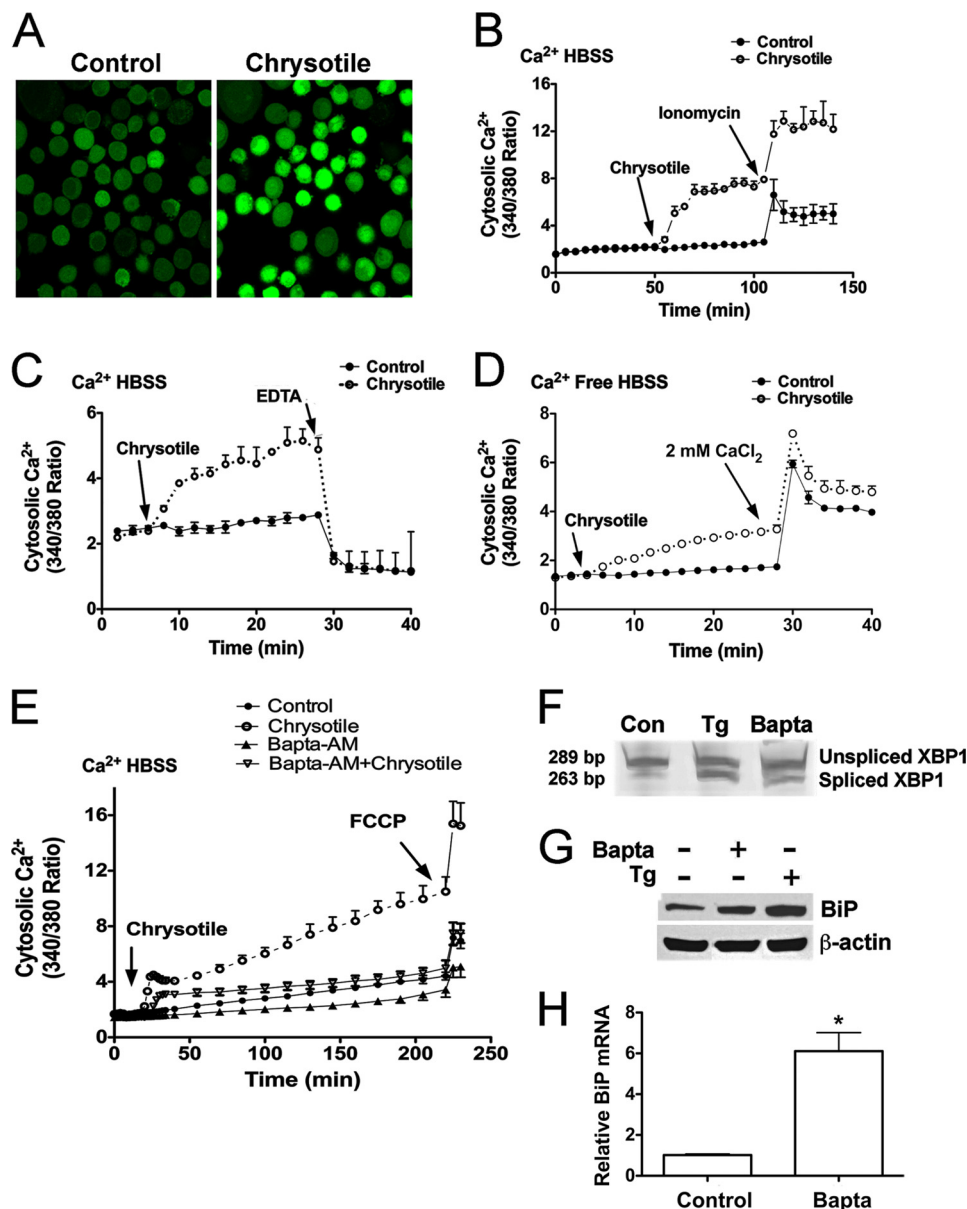 A
Control Chrysotile
B
Ca²⁺ HBSS
Control
Chrysotile
Cytosolic Ca²⁺
(340/380 Ratio)
16
12
8
4
0
Chrysotile
Ionomycin
0 50 100 150
Time (min)
C
Ca²⁺ HBSS
Control
Chrysotile
Cytosolic Ca²⁺
(340/380 Ratio)
6
4
2
0
Chrysotile
EDTA
0 10 20 30 40
Time (min)
D
Ca²⁺ Free HBSS
Control
Chrysotile
Cytosolic Ca²⁺
(340/380 Ratio)
8
6
4
2
0
Chrysotile
2 mM CaCl₂
0 10 20 30 40
Time (min)
E
Control
Chrysotile
Bapta-AM
Bapta-AM+Chrysotile
Ca²⁺ HBSS
Cytosolic Ca²⁺
(340/380 Ratio)
16
12
8
4
0
Chrysotile
FCCP
0 50 100 150 200 250
Time (min)
F
Con Tg Bapta
289 bp Unspliced XBP1
263 bp Spliced XBP1
G
Bapta - + -
Tg - - +
BiP
β-actin
H
Relative BiP mRNA
8
6
4
2
0
*
Control Bapta